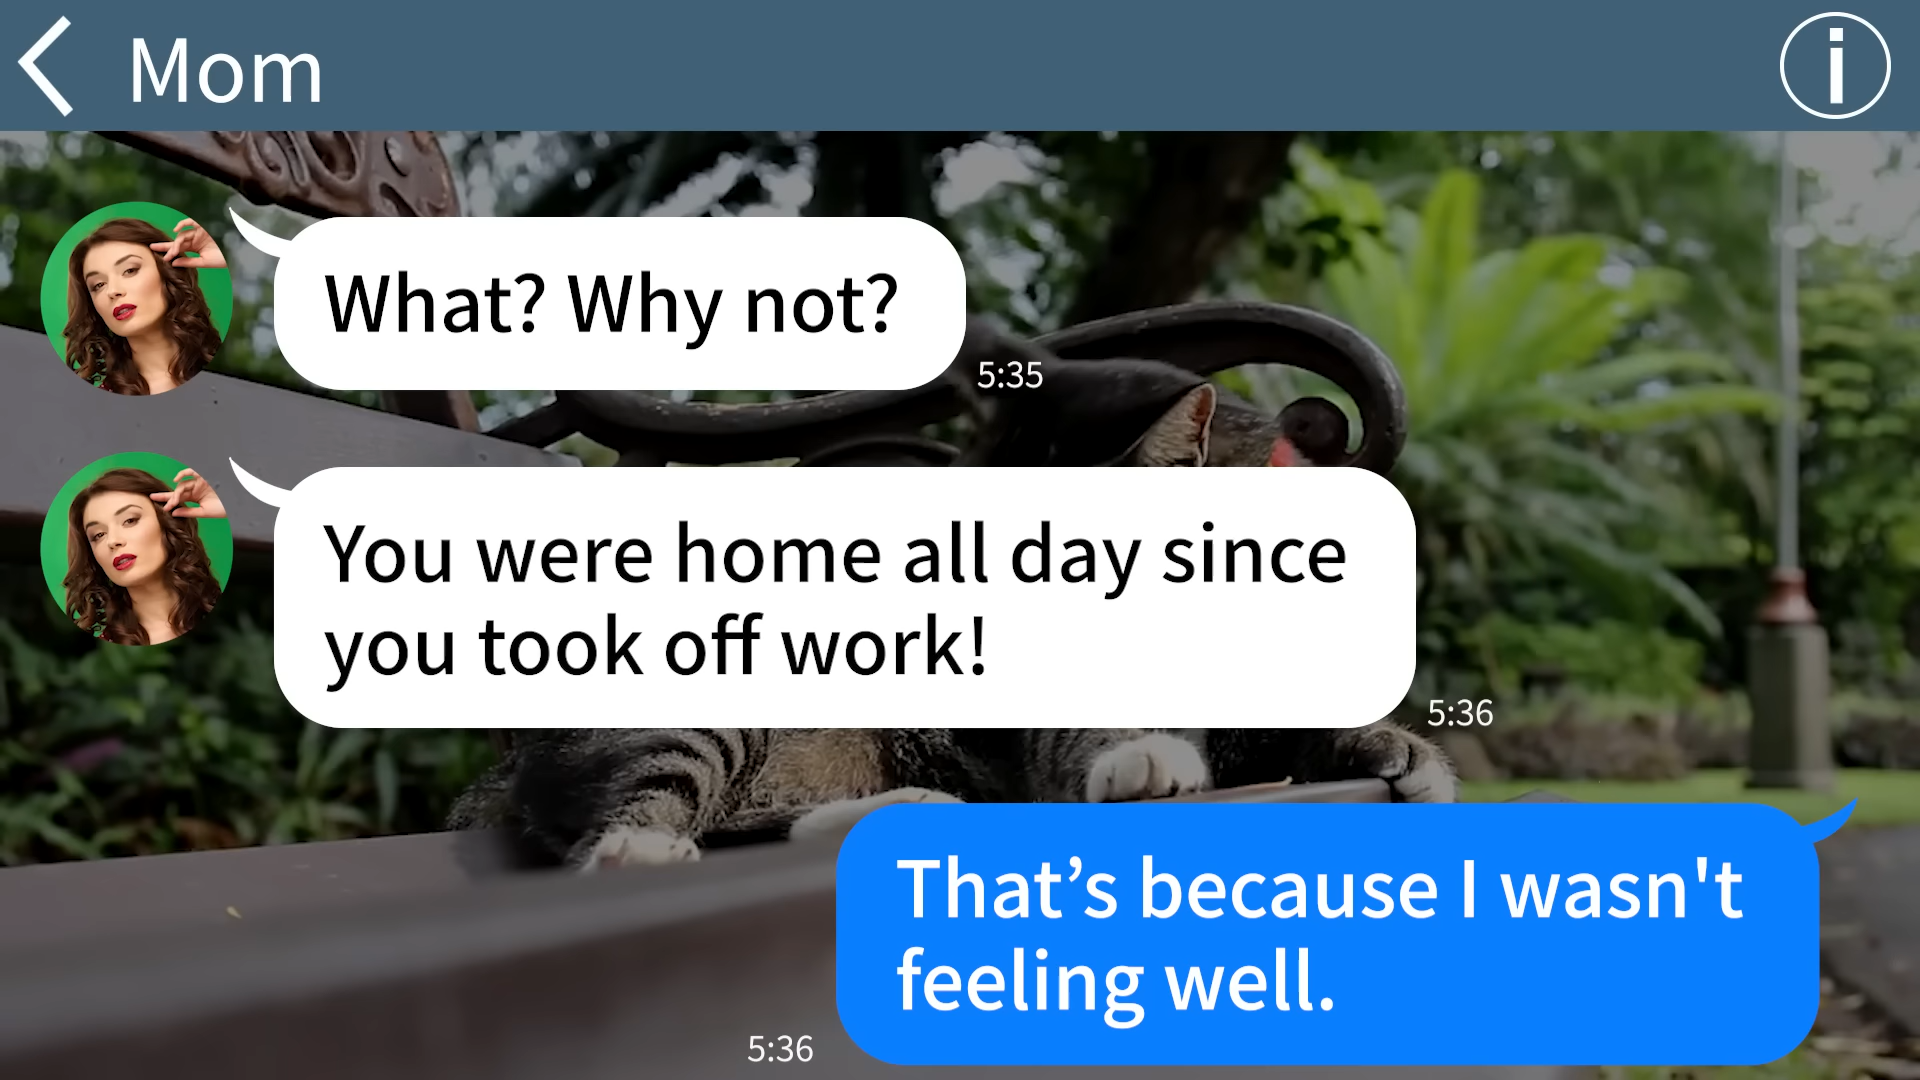 Mom
What? Why not?
5:35
You were home all day since
you took off work!
5:36
That’s because I wasn't
feeling well.
5:36